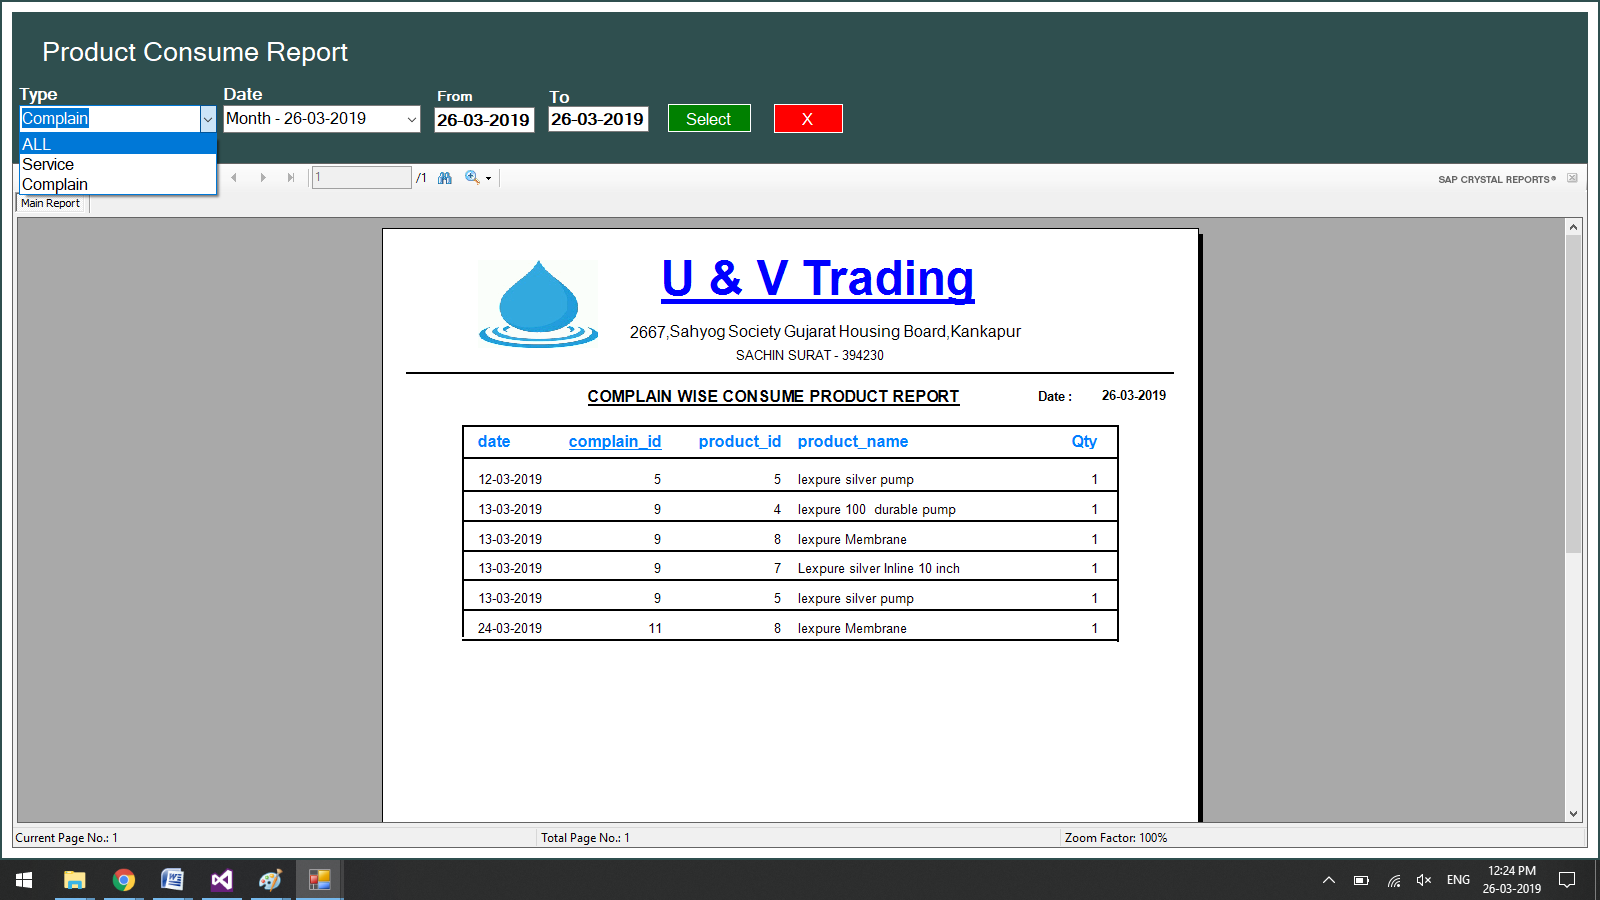 Product Consume Report
Type Date From To
Complain Month - 26-03-2019 26-03-2019 26-03-2019 Select X
ALL
Service
Complain
1 /1 SAP CRYSTAL REPORTS®
Main Report
U & V Trading
2667,Sahyog Society Gujarat Housing Board,Kankapur
SACHIN SURAT - 394230
COMPLAIN WISE CONSUME PRODUCT REPORT Date : 26-03-2019
date complain_id product_id product_name Qty
12-03-2019 5 5 lexpure silver pump 1
13-03-2019 9 4 lexpure 100 durable pump 1
13-03-2019 9 8 lexpure Membrane 1
13-03-2019 9 7 Lexpure silver Inline 10 inch 1
13-03-2019 9 5 lexpure silver pump 1
24-03-2019 11 8 lexpure Membrane 1
Current Page No.: 1 Total Page No.: 1 Zoom Factor: 100%
ENG 12:24 PM
26-03-2019